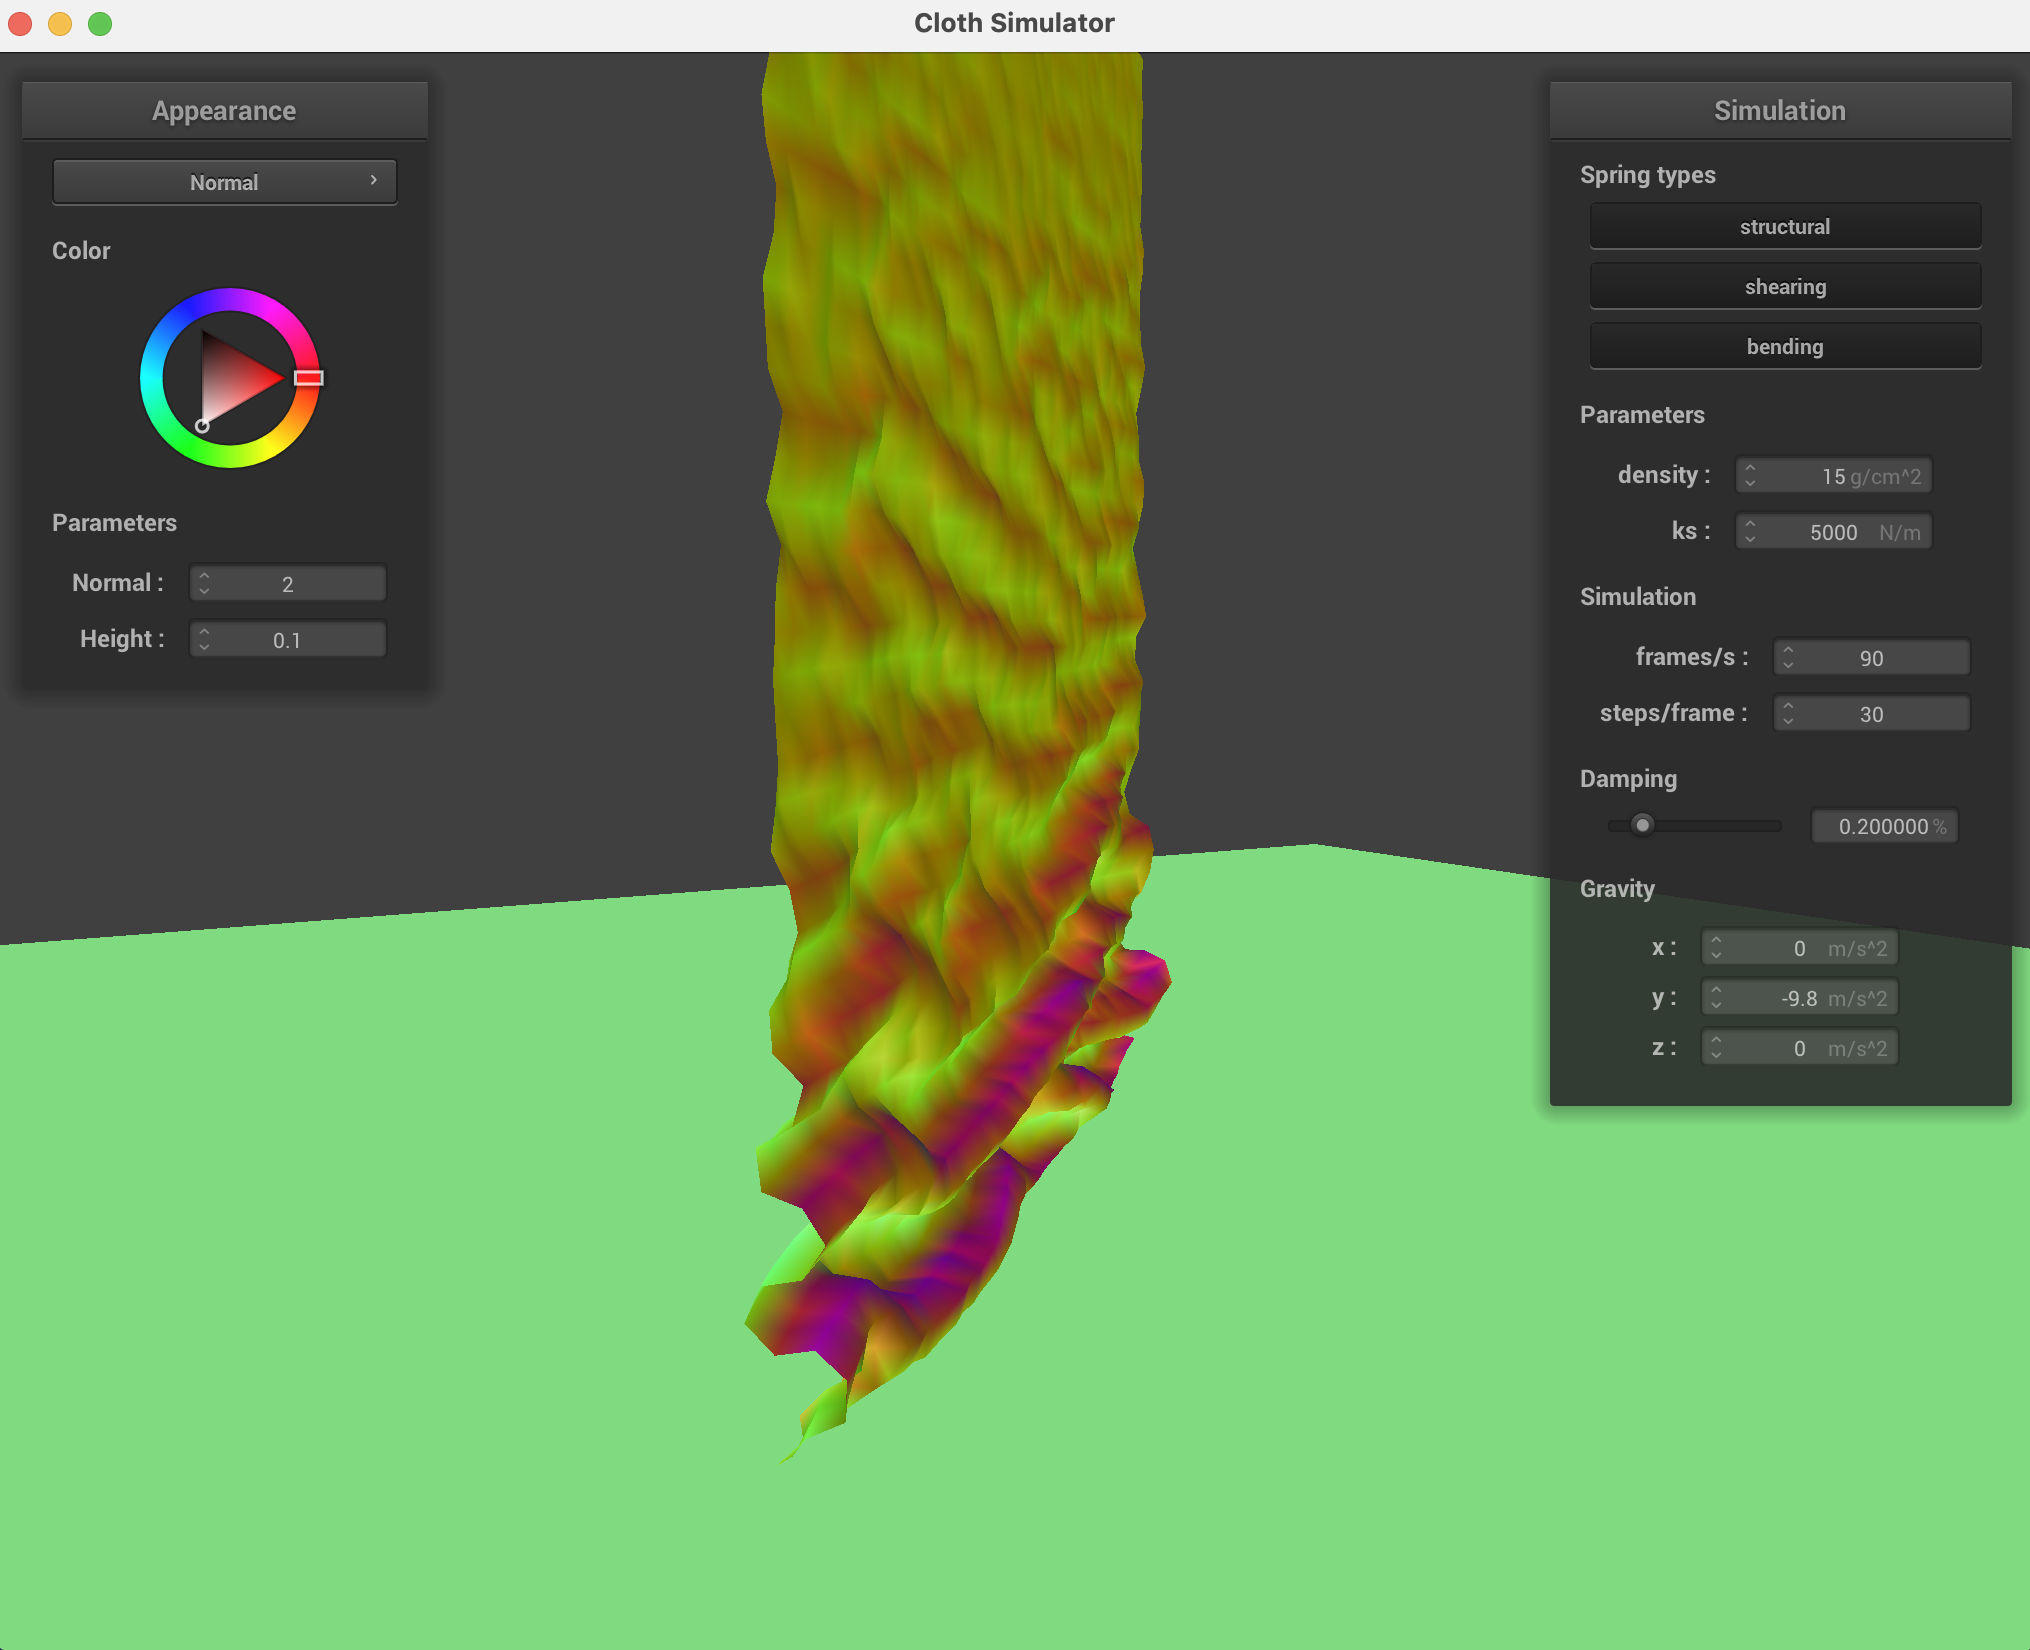 Cloth Simulator
Appearance
Normal
Color
Parameters
Normal : 2
Height : 0.1
Simulation
Spring types
structural
shearing
bending
Parameters
density : 15 g/cm^2
ks : 5000 N/m
Simulation
frames/s : 90
steps/frame : 30
Damping
0.200000 %
Gravity
x : 0 m/s^2
y : -9.8 m/s^2
z : 0 m/s^2